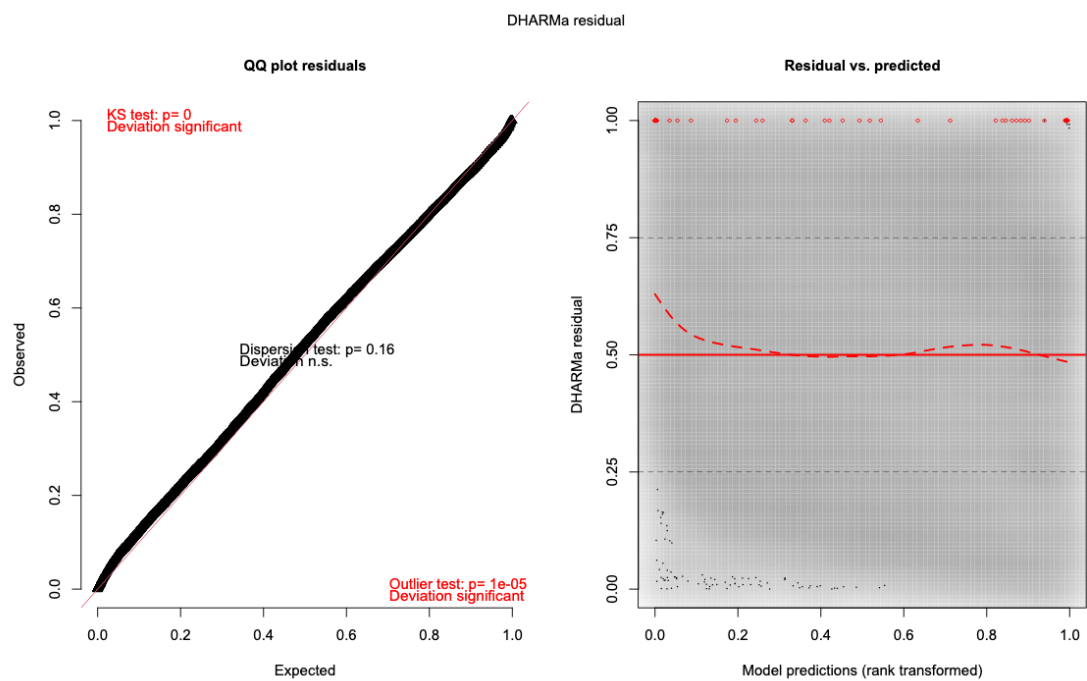 DHARMa residual
QQ plot residuals
KS test: p= 0
Deviation significant
Dispersion test: p= 0.16
Deviation n.s.
Outlier test: p= 1e-05
Deviation significant
Observed
0.0
0.2
0.4
0.6
0.8
1.0
0.0
0.2
0.4
0.6
0.8
1.0
Expected
Residual vs. predicted
DHARMa residual
0.00
0.25
0.50
0.75
1.00
0.0
0.2
0.4
0.6
0.8
1.0
Model predictions (rank transformed)